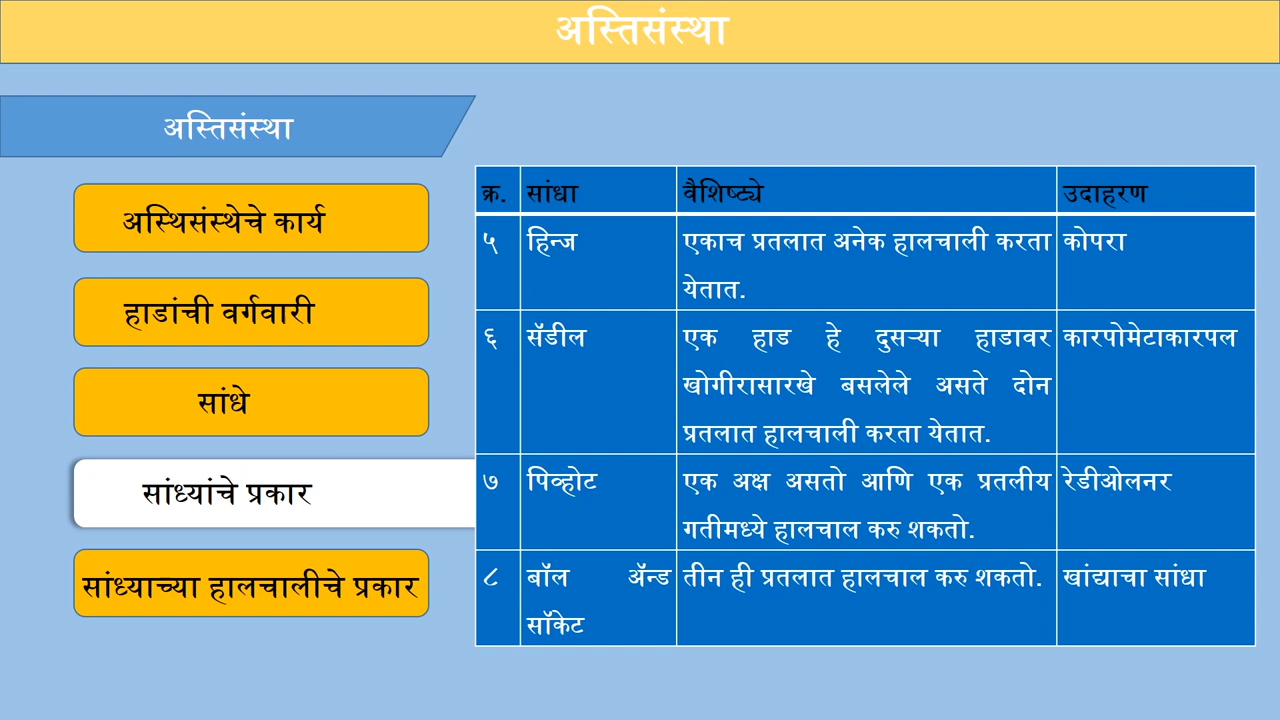 अस्तिसंस्था
अस्तिसंस्था
अस्थिसंस्थेचे कार्य
हाडांची वर्गवारी
सांधे
सांध्यांचे प्रकार
सांध्याच्या हालचालीचे प्रकार
क्र. सांधा वैशिष्ट्ये उदाहरण
५ हिन्ज एकाच प्रतलात अनेक हालचाली करता कोपरा
येतात.
६ सॅडील एक हाड हे दुसऱ्या हाडावर कारपोमेटाकारपल
खोगीरासारखे बसलेले असते दोन
प्रतलात हालचाली करता येतात.
७ पिव्होट एक अक्ष असतो आणि एक प्रतलीय रेडीओलनर
गतीमध्ये हालचाल करु शकतो.
८ बॉल ॲन्ड तीन ही प्रतलात हालचाल करु शकतो. खांद्याचा सांधा
सॉकेट